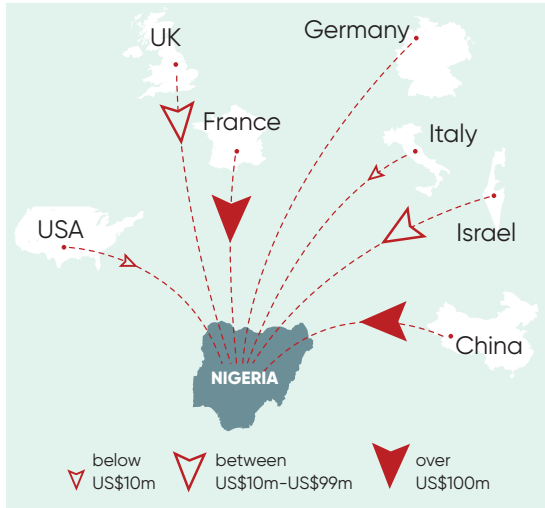 UK
Germany
France
Italy
USA
Israel
China
NIGERIA
below
US$10m
between
US$10m-US$99m
over
US$100m